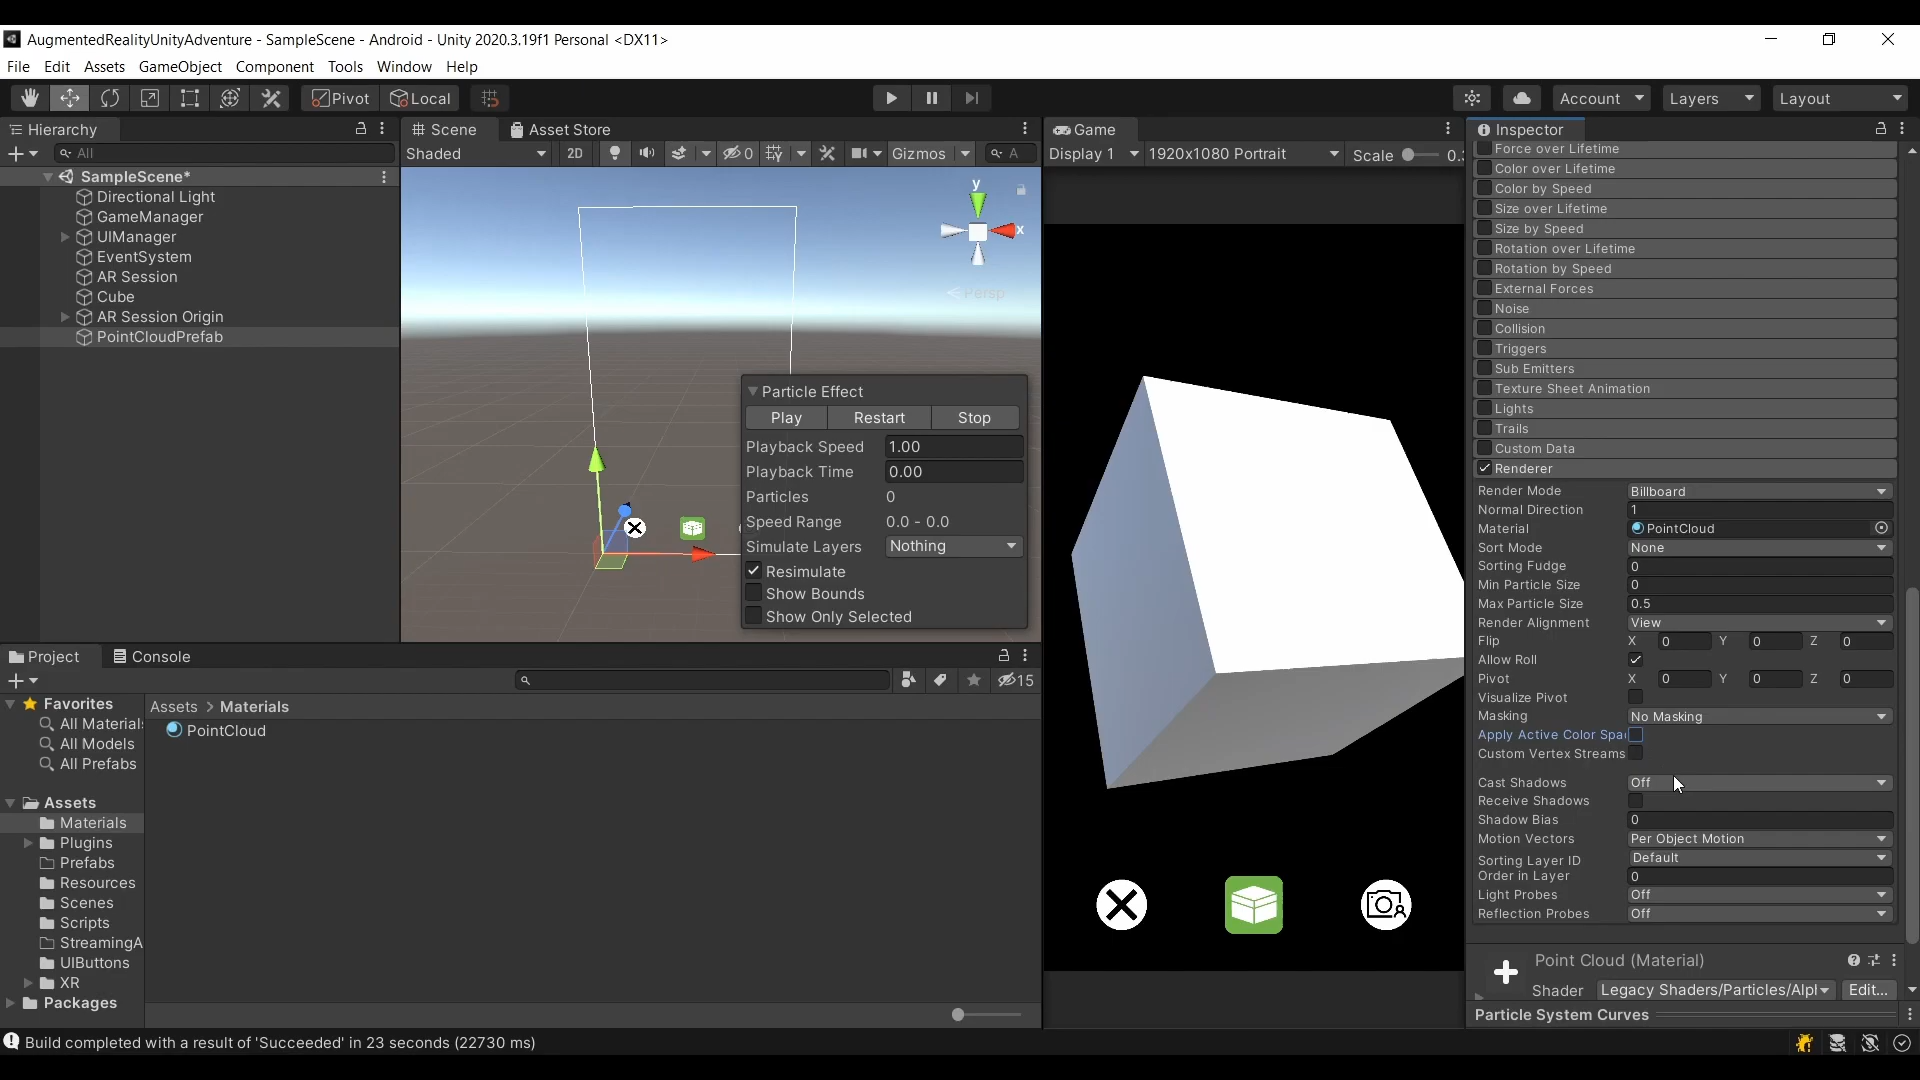 AugmentedRealityUnityAdventure - SampleScene - Android - Unity 2020.3.19f1 Personal <DX11>
File Edit Assets GameObject Component Tools Window Help
Pivot Local Account Layers Layout
Hierarchy
All
SampleScene*
Directional Light
GameManager
UIManager
EventSystem
AR Session
Cube
AR Session Origin
PointCloudPrefab
Scene Asset Store
Shaded 2D 0 Gizmos A
y
x
Persp
Particle Effect
Play Restart Stop
Playback Speed 1.00
Playback Time 0.00
Particles 0
Speed Range 0.0 - 0.0
Simulate Layers Nothing
Resimulate
Show Bounds
Show Only Selected
Game
Display 1 1920x1080 Portrait Scale 0.
Inspector
Force over Lifetime
Color over Lifetime
Color by Speed
Size over Lifetime
Size by Speed
Rotation over Lifetime
Rotation by Speed
External Forces
Noise
Collision
Triggers
Sub Emitters
Texture Sheet Animation
Lights
Trails
Custom Data
Renderer
Render Mode Billboard
Normal Direction 1
Material PointCloud
Sort Mode None
Sorting Fudge 0
Min Particle Size 0
Max Particle Size 0.5
Render Alignment View
Flip X 0 Y 0 Z 0
Allow Roll
Pivot X 0 Y 0 Z 0
Visualize Pivot
Masking No Masking
Apply Active Color Spa
Custom Vertex Streams
Cast Shadows Off
Receive Shadows
Shadow Bias 0
Motion Vectors Per Object Motion
Sorting Layer ID Default
Order in Layer 0
Light Probes Off
Reflection Probes Off
Point Cloud (Material)
Shader Legacy Shaders/Particles/Alpl Edit...
Particle System Curves
Project Console
15
Favorites
All Material
All Models
All Prefabs
Assets
Materials
Plugins
Prefabs
Resources
Scenes
Scripts
StreamingA
UIButtons
XR
Packages
Assets > Materials
PointCloud
Build completed with a result of 'Succeeded' in 23 seconds (22730 ms)